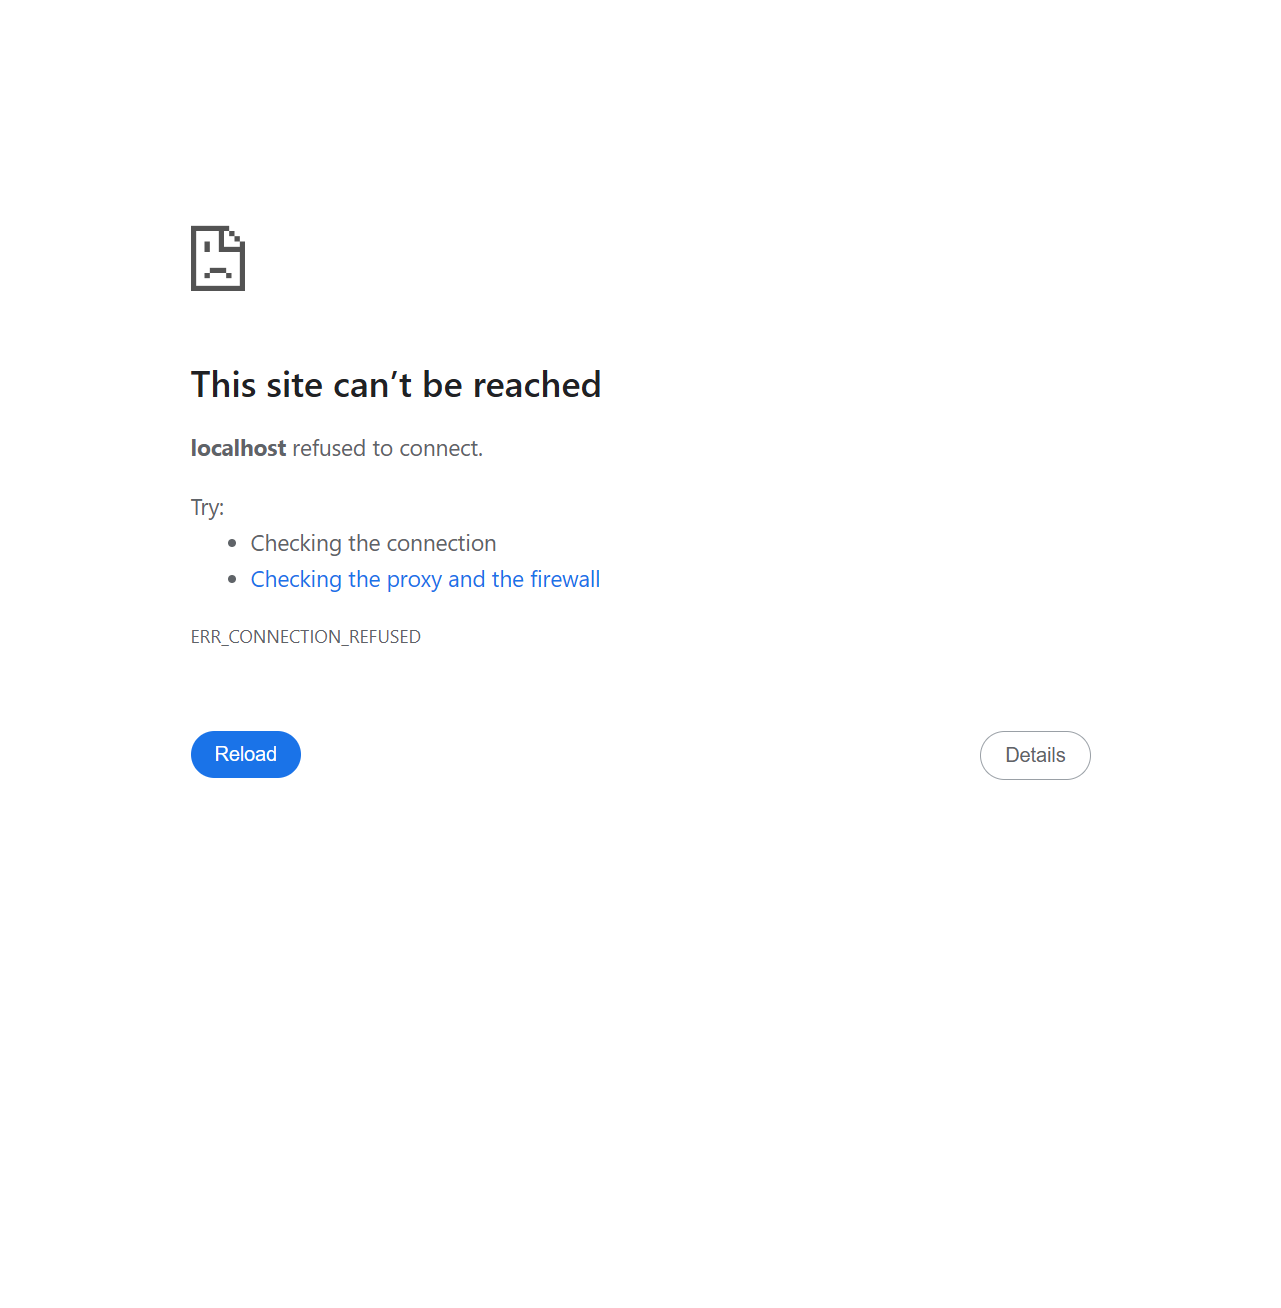 This site can’t be reached
localhost refused to connect.
Try:
Checking the connection
Checking the proxy and the firewall
ERR_CONNECTION_REFUSED
Reload
Details